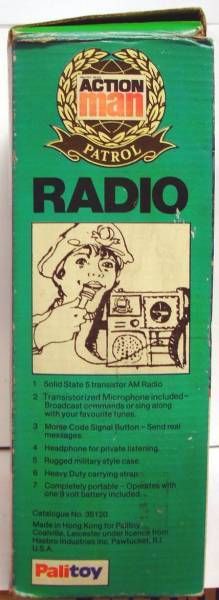 ACTION
man
PATROL
RADIO
1 Solid State 5 transistor AM Radio
2 Transistorized Microphone included-
Broadcast commands or sing along
with your favourite tunes.
3 Morse Code Signal Button - Send real
messages.
4 Headphone for private listening.
5 Rugged military style case.
6 Heavy Duty carrying strap.
7 Completely portable - Operates with
one 9 volt battery included.
Catalogue No. 35120
Made in Hong Kong for Palitoy
Coalville, Leicester under licence from
Hasbro Industries Inc. Pawtucket, R.I.
U.S.A.
Palitoy